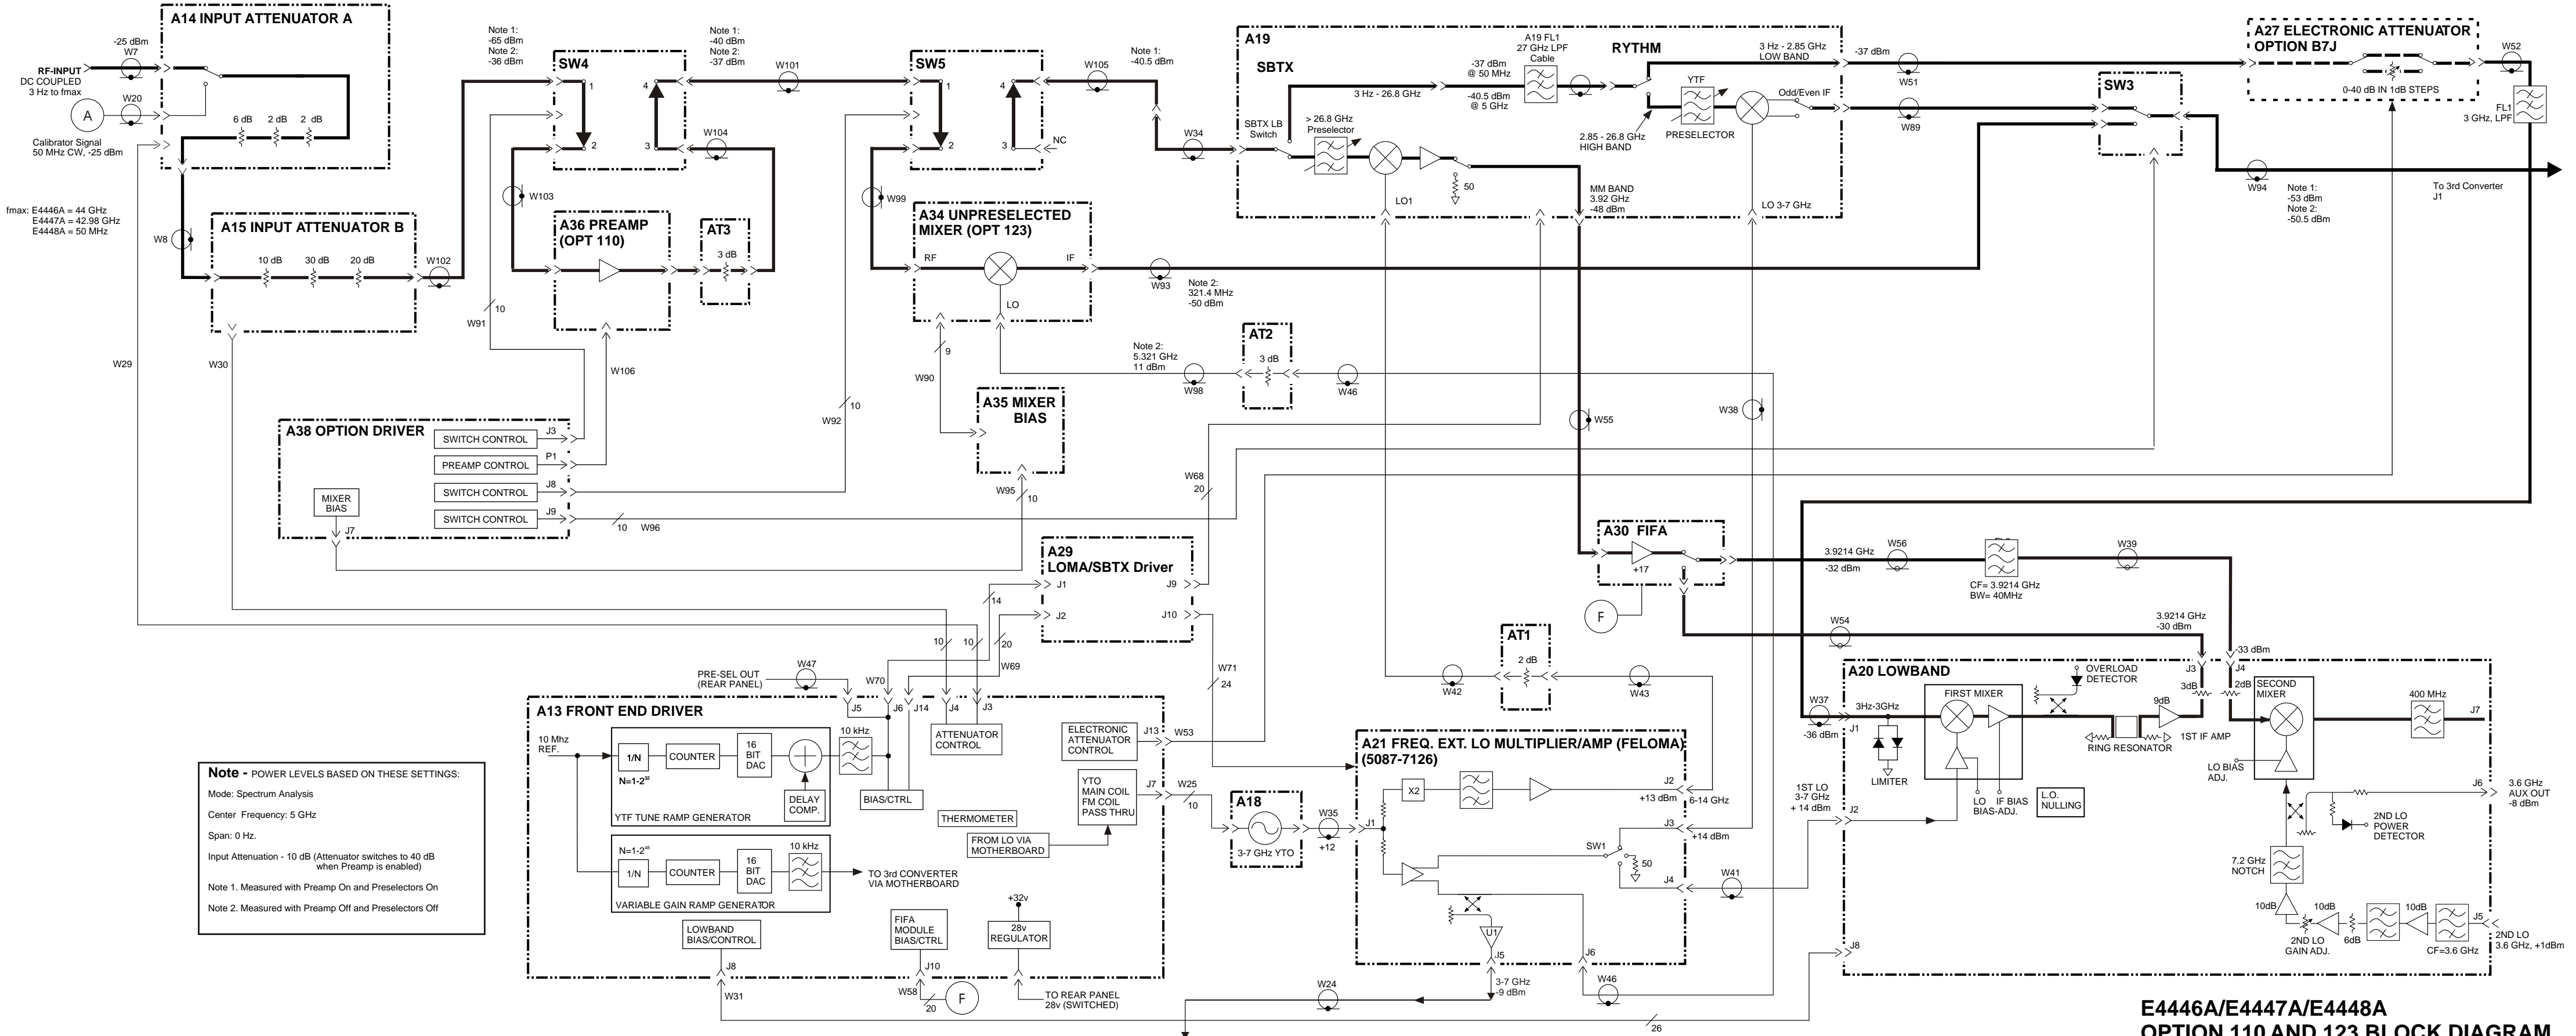 A14 INPUT ATTENUATOR A
-25 dBm
W7
RF-INPUT
DC COUPLED
3 Hz to fmax
W20
A
Calibrator Signal
50 MHz CW, -25 dBm
6 dB
2 dB
2 dB
fmax: E4446A = 44 GHz
E4447A = 42.98 GHz
E4448A = 50 MHz
W8
A15 INPUT ATTENUATOR B
10 dB
30 dB
20 dB
W102
W29
W30
Note 1:
-65 dBm
Note 2:
-36 dBm
SW4
1
2
4
3
Note 1:
-40 dBm
Note 2:
-37 dBm
W101
W104
W103
A36 PREAMP
(OPT 110)
AT3
3 dB
10
W91
W106
SW5
1
2
4
3
NC
W105
Note 1:
-40.5 dBm
W99
A34 UNPRESELECTED
MIXER (OPT 123)
RF
IF
LO
W93
Note 2:
321.4 MHz
-50 dBm
9
W90
A35 MIXER
BIAS
10
W92
W95
10
Note 2:
5.321 GHz
11 dBm
W98
AT2
3 dB
W46
W34
A19
SBTX
SBTX LB
Switch
3 Hz - 26.8 GHz
> 26.8 GHz
Preselector
LO1
50
-37 dBm
@ 50 MHz
-40.5 dBm
@ 5 GHz
A19 FL1
27 GHz LPF
Cable
RYTHM
3 Hz - 2.85 GHz
LOW BAND
YTF
PRESELECTOR
2.85 - 26.8 GHz
HIGH BAND
Odd/Even IF
LO 3-7 GHz
MM BAND
3.92 GHz
-48 dBm
-37 dBm
W51
W89
SW3
A27 ELECTRONIC ATTENUATOR
OPTION B7J
0-40 dB IN 1dB STEPS
W52
FL1
3 GHz, LPF
W94
Note 1:
-53 dBm
Note 2:
-50.5 dBm
To 3rd Converter
J1
A38 OPTION DRIVER
SWITCH CONTROL
J3
PREAMP CONTROL
P1
SWITCH CONTROL
J8
SWITCH CONTROL
J9
MIXER
BIAS
J7
10
W96
W55
W38
W68
20
A29
LOMA/SBTX Driver
J1
J2
J9
J10
14
10
10
20
W69
W70
W71
24
A30 FIFA
+17
F
3.9214 GHz
-32 dBm
W56
CF= 3.9214 GHz
BW= 40MHz
W39
W54
3.9214 GHz
-30 dBm
-33 dBm
AT1
2 dB
W42
W43
PRE-SEL OUT
(REAR PANEL)
W47
A13 FRONT END DRIVER
J5
J6
J14
J4
J3
10 Mhz
REF.
1/N
N=1-2³²
COUNTER
16
BIT
DAC
DELAY
COMP.
10 kHz
BIAS/CTRL
YTF TUNE RAMP GENERATOR
ATTENUATOR
CONTROL
ELECTRONIC
ATTENUATOR
CONTROL
J13
W53
YTO
MAIN COIL
FM COIL
PASS THRU
J7
W25
10
THERMOMETER
FROM LO VIA
MOTHERBOARD
1/N
COUNTER
16
BIT
DAC
10 kHz
TO 3rd CONVERTER
VIA MOTHERBOARD
VARIABLE GAIN RAMP GENERATOR
LOWBAND
BIAS/CONTROL
J8
W31
FIFA
MODULE
BIAS/CTRL
J10
W58
20
F
+32v
28v
REGULATOR
TO REAR PANEL
28v (SWITCHED)
A18
3-7 GHz YTO
W35
+12
A21 FREQ. EXT. LO MULTIPLIER/AMP (FELOMA)
(5087-7126)
J1
X2
J2
+13 dBm
6-14 GHz
J3
+14 dBm
SW1
50
J4
W41
U1
J5
J6
3-7 GHz
-9 dBm
W24
W46
26
A20 LOWBAND
W37
-36 dBm
J1
3Hz-3GHz
LIMITER
FIRST MIXER
LO
BIAS-ADJ.
IF BIAS
OVERLOAD
DETECTOR
RING RESONATOR
9dB
1ST IF AMP
J3
3dB
J4
2dB
SECOND
MIXER
LO BIAS
ADJ.
400 MHz
J7
L.O.
NULLING
1ST LO
3-7 GHz
+ 14 dBm
J2
J8
J6
3.6 GHz
AUX OUT
-8 dBm
2ND LO
POWER
DETECTOR
7.2 GHz
NOTCH
10dB
2ND LO
GAIN ADJ.
10dB
6dB
10dB
CF=3.6 GHz
J5
2ND LO
3.6 GHz, +1dBm
Note - POWER LEVELS BASED ON THESE SETTINGS:
Mode: Spectrum Analysis
Center Frequency: 5 GHz
Span: 0 Hz.
Input Attenuation - 10 dB (Attenuator switches to 40 dB
when Preamp is enabled)
Note 1. Measured with Preamp On and Preselectors On
Note 2. Measured with Preamp Off and Preselectors Off
E4446A/E4447A/E4448A
OPTION 110 AND 123 BLOCK DIAGRAM